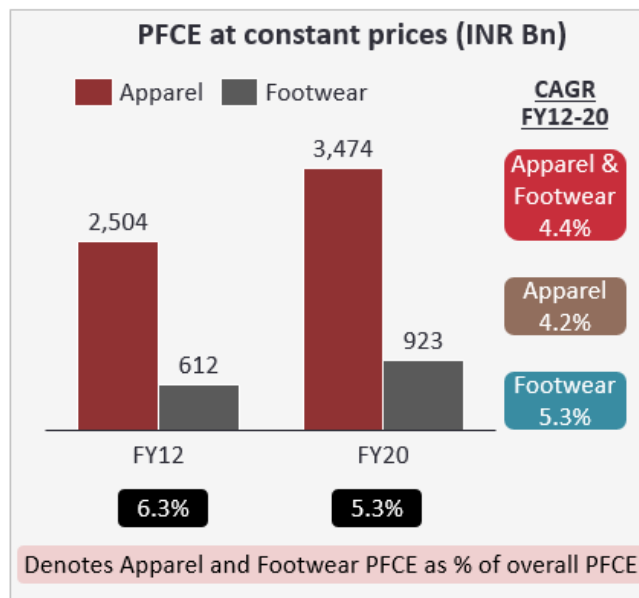 PFCE at constant prices (INR Bn)
Apparel
Footwear
CAGR
FY12-20
3,474
Apparel &
Footwear
4.4%
2,504
Apparel
4.2%
923
612
Footwear
5.3%
FY12
FY20
6.3%
5.3%
Denotes Apparel and Footwear PFCE as % of overall PFCE